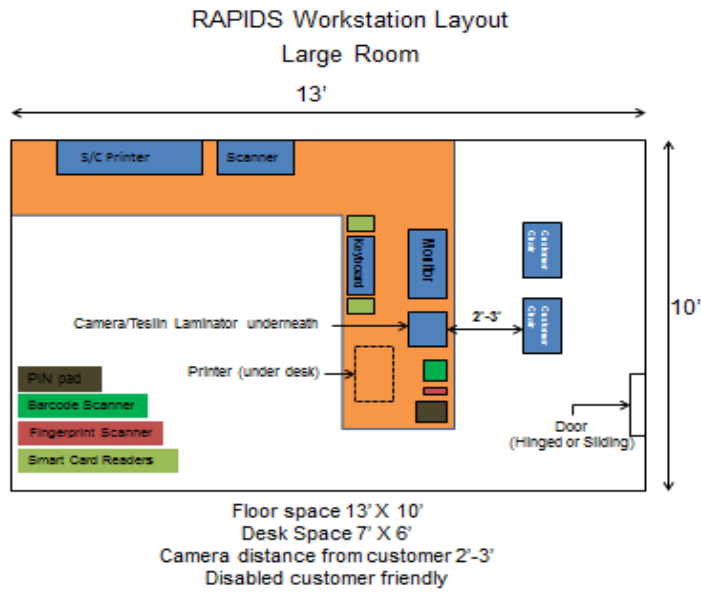 RAPIDS Workstation Layout
Large Room
13'
S/C Printer
Scanner
Keyboard
Monitor
Customer
Chair
Customer
Chair
2'-3'
10'
Camera/Teslin Laminator underneath
Printer (under desk)
PIN pad
Barcode Scanner
Fingerprint Scanner
Smart Card Readers
Door
(Hinged or Sliding)
Floor space 13' X 10'
Desk Space 7' X 6'
Camera distance from customer 2'-3'
Disabled customer friendly